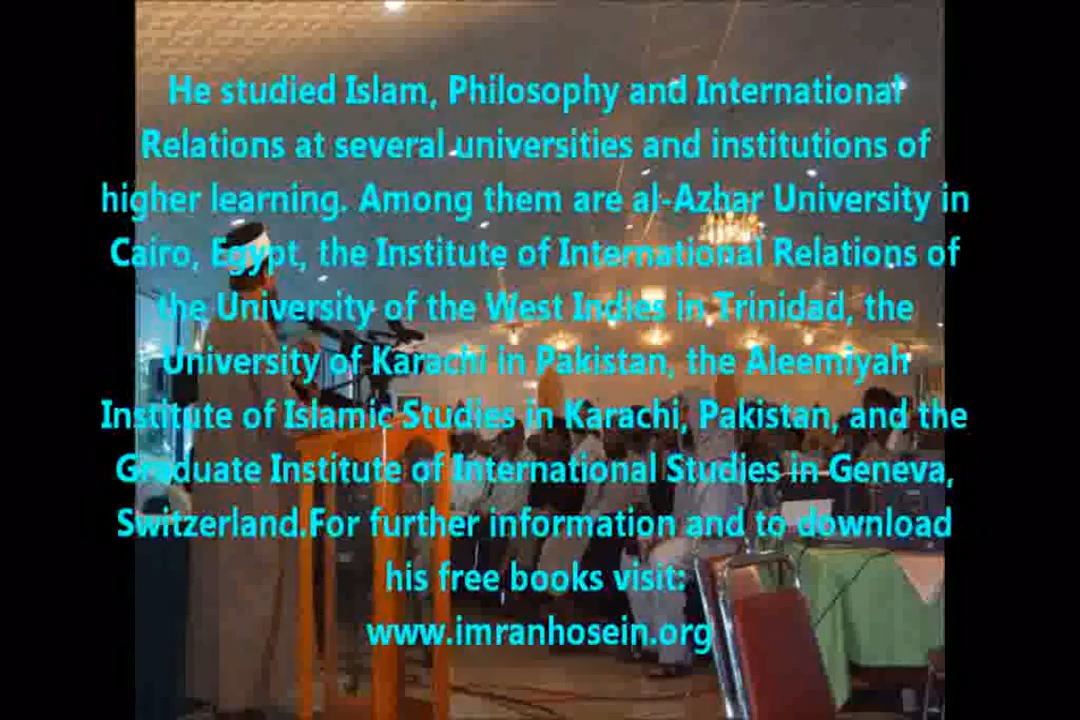 He studied Islam, Philosophy and International
Relations at several universities and institutions of
higher learning. Among them are al-Azhar University in
Cairo, Egypt, the Institute of International Relations of
the University of the West Indies in Trinidad, the
University of Karachi in Pakistan, the Aleemiyah
Institute of Islamic Studies in Karachi, Pakistan, and the
Graduate Institute of International Studies in Geneva,
Switzerland.For further information and to download
his free books visit:
www.imranhosein.org